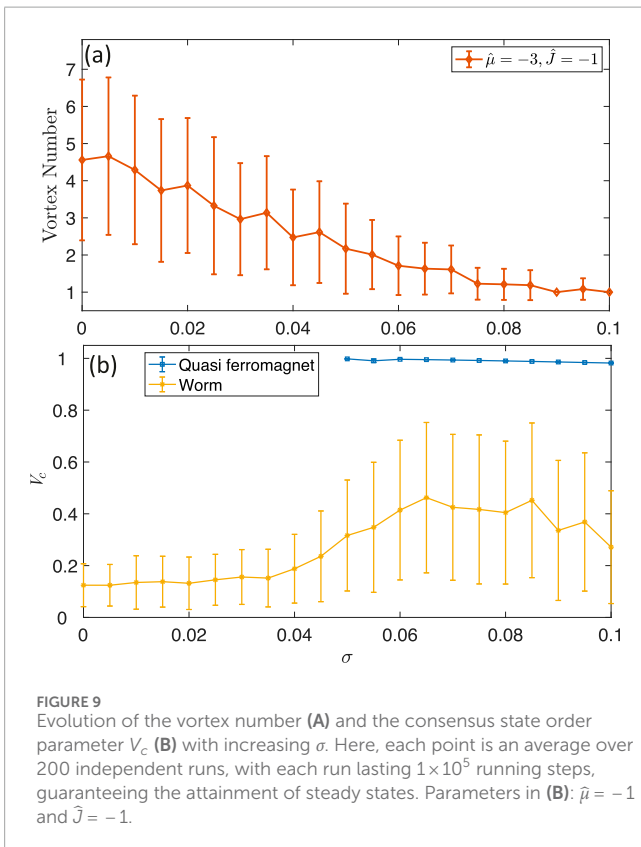 (a)
μ̂ = −3, Ĵ = −1
Vortex Number
7
6
5
4
3
2
1
0 0.02 0.04 0.06 0.08 0.1
(b)
Quasi ferromagnet
Worm
V_c
1
0.8
0.6
0.4
0.2
0
0 0.02 0.04 0.06 0.08 0.1
σ
FIGURE 9
Evolution of the vortex number (A) and the consensus state order
parameter V_c (B) with increasing σ. Here, each point is an average over
200 independent runs, with each run lasting 1×10⁵ running steps,
guaranteeing the attainment of steady states. Parameters in (B): μ̂ = −1
and Ĵ = −1.